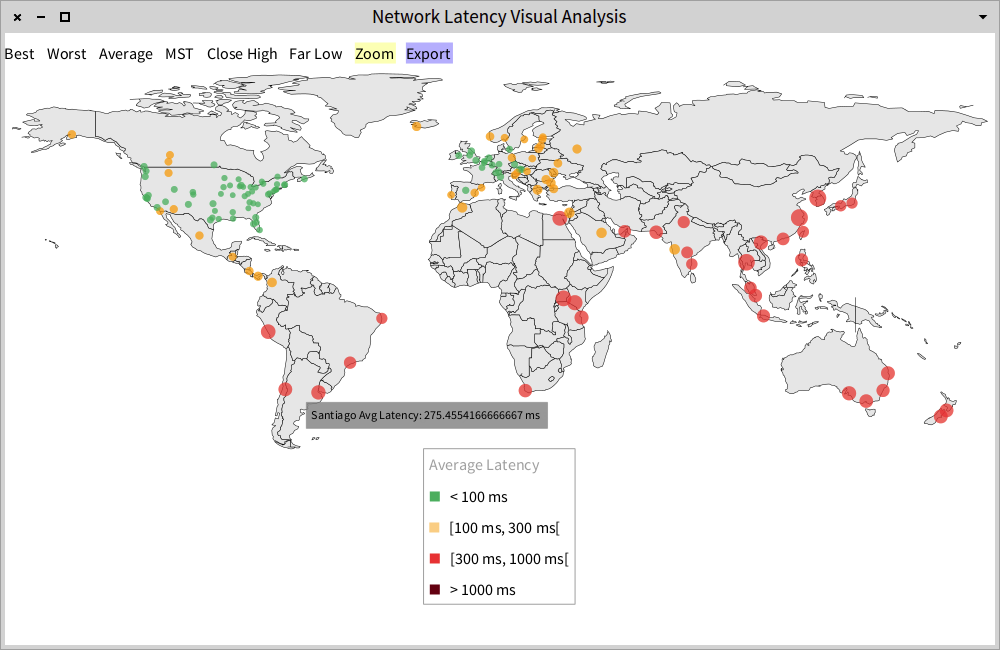 Network Latency Visual Analysis
Best Worst Average MST Close High Far Low Zoom Export
Santiago Avg Latency: 275.4554166666667 ms
Average Latency
< 100 ms
[100 ms, 300 ms[
[300 ms, 1000 ms[
> 1000 ms